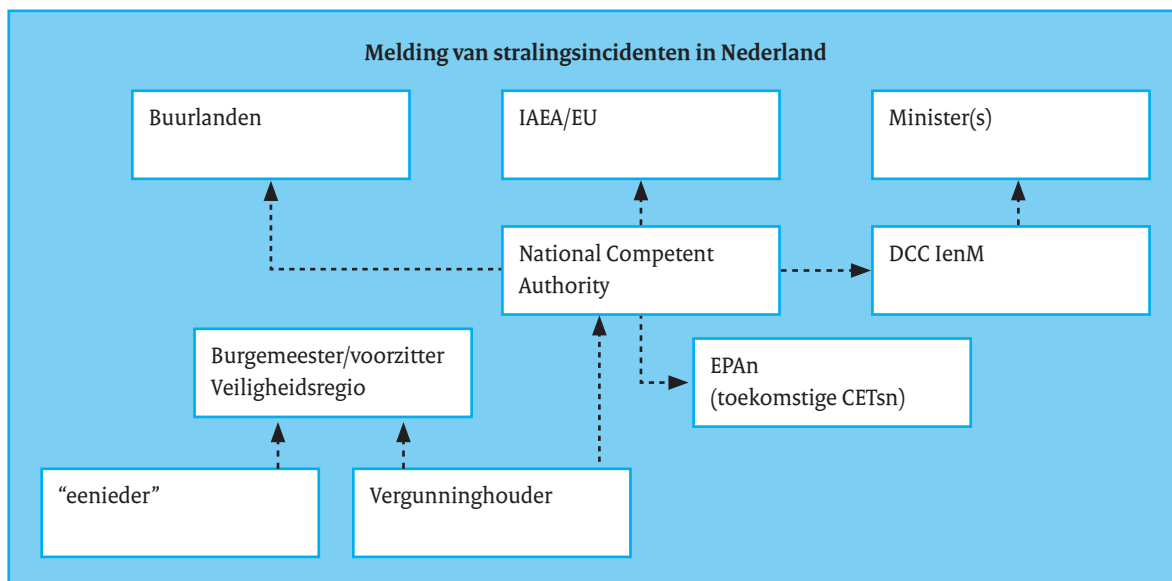 Melding van stralingsincidenten in Nederland
Buurlanden
IAEA/EU
Minister(s)
National Competent
Authority
DCC IenM
Burgemeester/voorzitter
Veiligheidsregio
EPAn
(toekomstige CETsn)
“eenieder”
Vergunninghouder